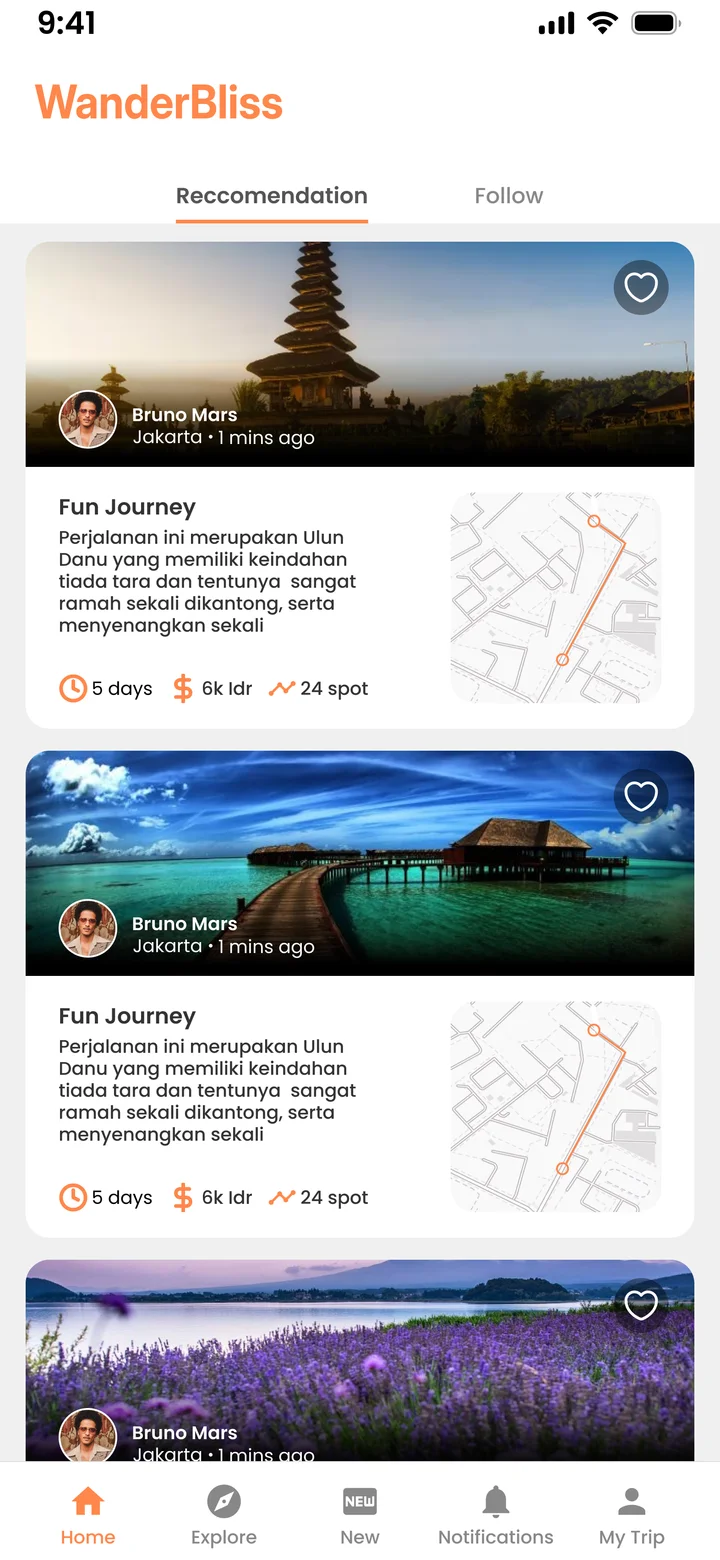 9:41
WanderBliss
Reccomendation
Follow
Bruno Mars
Jakarta • 1 mins ago
Fun Journey
Perjalanan ini merupakan Ulun
Danu yang memiliki keindahan
tiada tara dan tentunya  sangat
ramah sekali dikantong, serta
menyenangkan sekali
5 days
6k Idr
24 spot
Bruno Mars
Jakarta • 1 mins ago
Fun Journey
Perjalanan ini merupakan Ulun
Danu yang memiliki keindahan
tiada tara dan tentunya  sangat
ramah sekali dikantong, serta
menyenangkan sekali
5 days
6k Idr
24 spot
Bruno Mars
Jakarta • 1 mins ago
NEW
Home
Explore
New
Notifications
My Trip